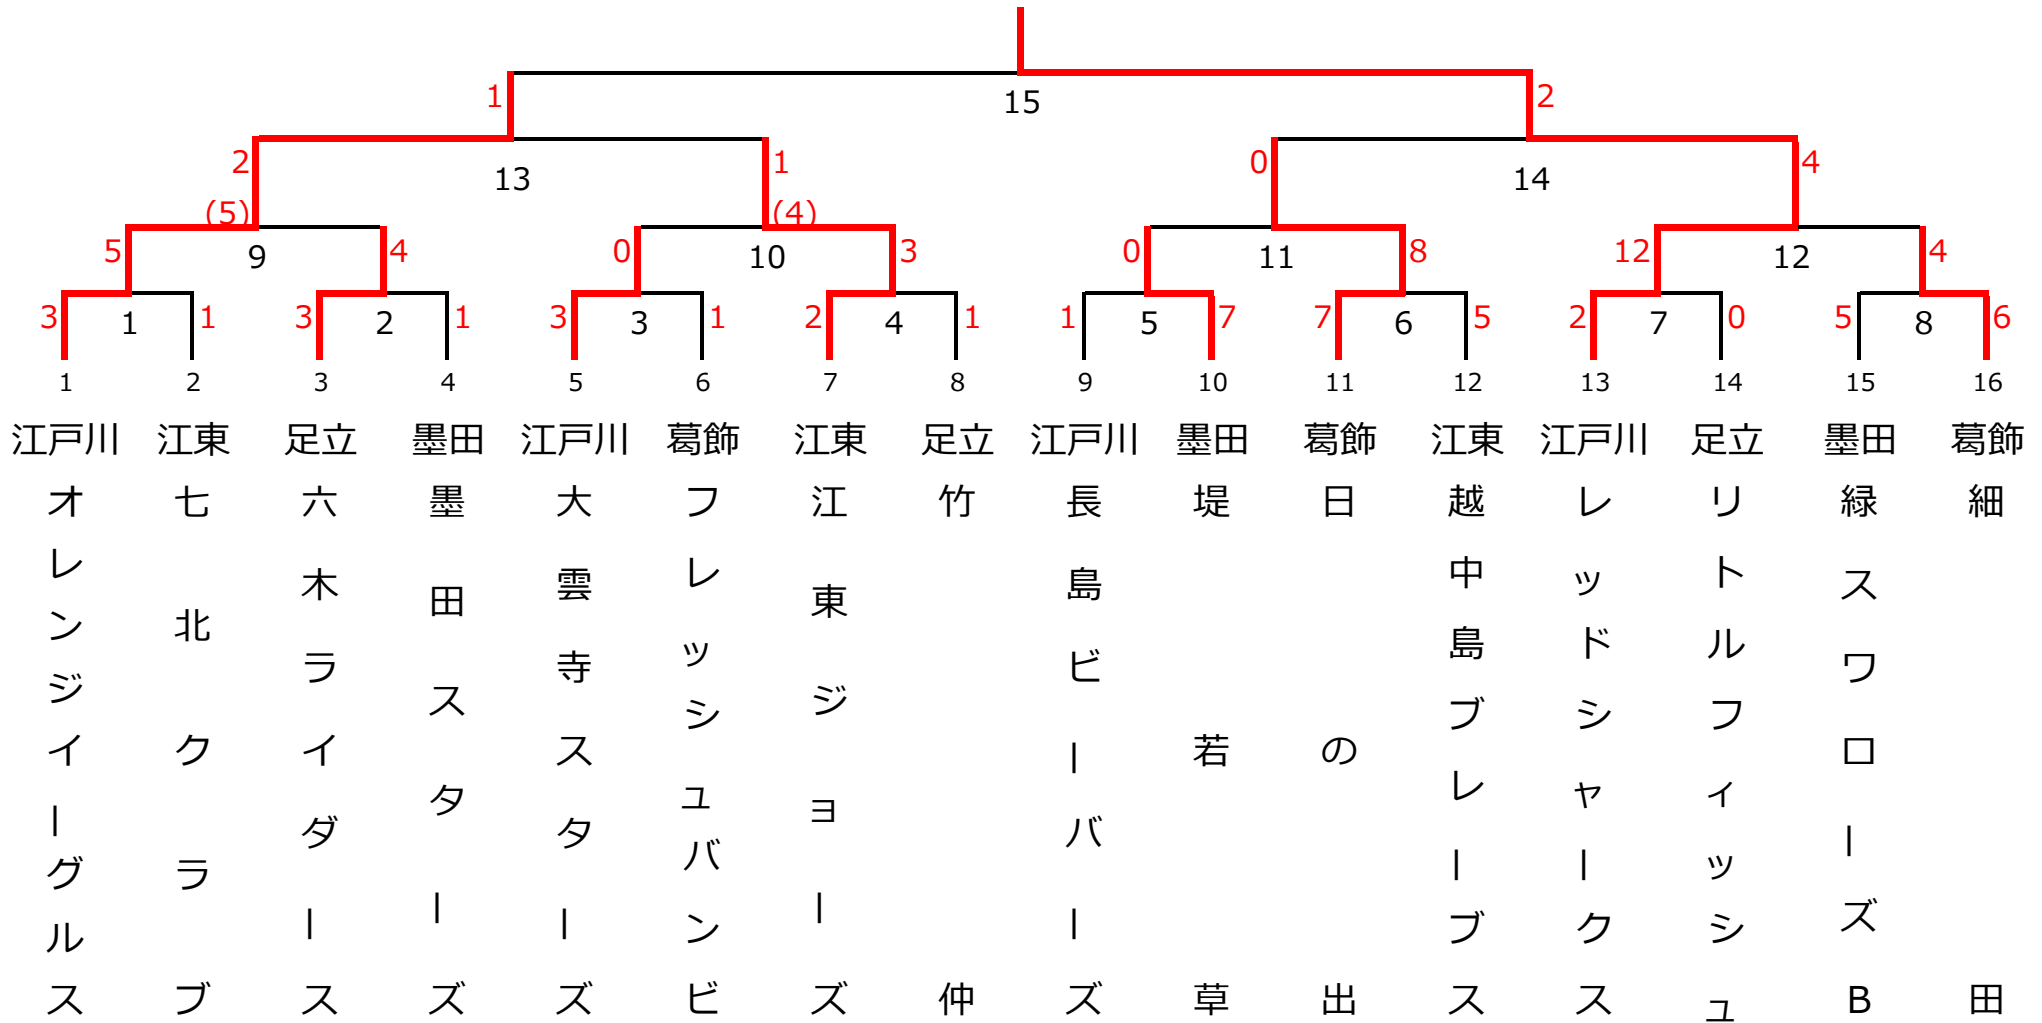 1 15 2
2 13 1 0 14 4
(5) (4)
5 9 4 0 10 3 0 11 8 12 12 4
3 1 1 3 2 1 3 3 1 2 4 1 1 5 7 7 6 5 2 7 0 5 8 6
1 2 3 4 5 6 7 8 9 10 11 12 13 14 15 16
江戸川 江東 足立 墨田 江戸川 葛飾 江東 足立 江戸川 墨田 葛飾 江東 江戸川 足立 墨田 葛飾
オレンジイーグルス
七北クラブ
六木ライダース
墨田スターズ
大雲寺スターズ
フレッシュバンビ
江東ジョーズ
竹仲
長島ビーバーズ
堤若草
日の出
越中島ブレーブス
レッドシャークス
リトルフィッシュ
緑スワローズB
細田